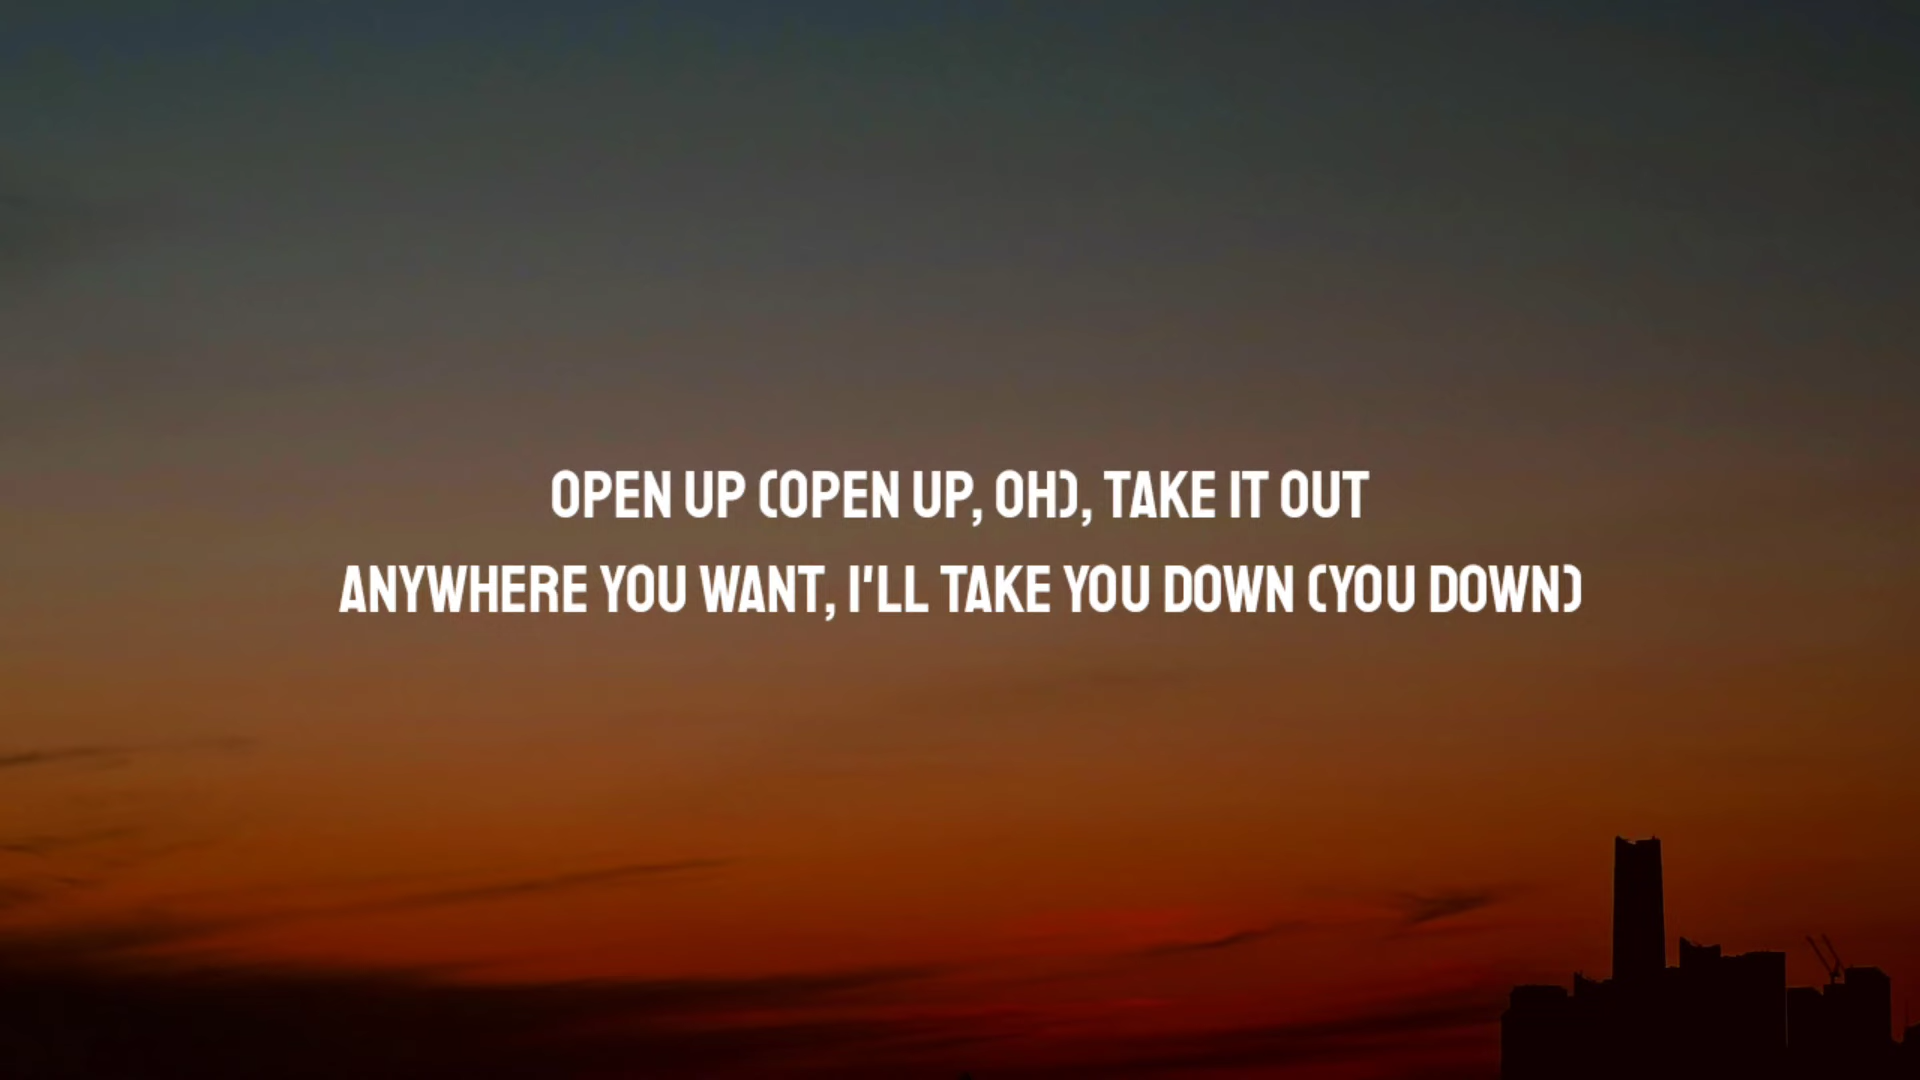 OPEN UP (OPEN UP, OH), TAKE IT OUT
ANYWHERE YOU WANT, I'LL TAKE YOU DOWN (YOU DOWN)